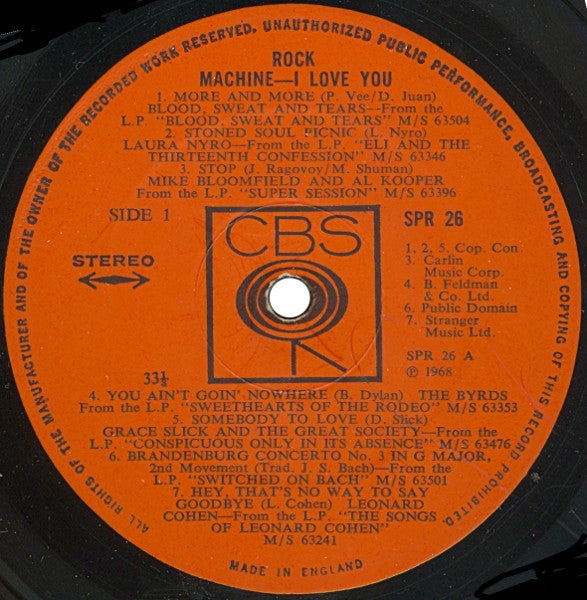 ALL RIGHTS OF THE MANUFACTURER AND OF THE OWNER OF THE RECORDED WORK RESERVED. UNAUTHORIZED PUBLIC PERFORMANCE, BROADCASTING AND COPYING OF THIS RECORD PROHIBITED.
ROCK
MACHINE—I LOVE YOU
1. MORE AND MORE (P. Vee/D. Juan)
BLOOD, SWEAT AND TEARS—From the
L.P. "BLOOD, SWEAT AND TEARS" M/S 63504
2. STONED SOUL PICNIC (L. Nyro)
LAURA NYRO—From the L.P. "ELI AND THE
THIRTEENTH CONFESSION" M/S 63346
3. STOP (J. Ragovoy/M. Shuman)
MIKE BLOOMFIELD AND AL KOOPER
From the L.P. "SUPER SESSION" M/S 63396
SIDE 1
SPR 26
CBS
STEREO
1, 2, 5. Cop. Con.
3. Carlin
Music Corp.
4. B. Feldman
& Co. Ltd.
6. Public Domain
7. Stranger
Music Ltd.
SPR 26 A
℗ 1968
33⅓
4. YOU AIN'T GOIN' NOWHERE (B. Dylan) THE BYRDS
From the L.P. "SWEETHEARTS OF THE RODEO" M/S 63353
5. SOMEBODY TO LOVE (D. Slick)
GRACE SLICK AND THE GREAT SOCIETY—From the
L.P. "CONSPICUOUS ONLY IN ITS ABSENCE" M/S 63476
6. BRANDENBURG CONCERTO No. 3 IN G MAJOR,
2nd Movement (Trad. J. S. Bach)—From the
L.P. "SWITCHED ON BACH" M/S 63501
7. HEY, THAT'S NO WAY TO SAY
GOODBYE (L. Cohen) LEONARD
COHEN—From the L.P. "THE SONGS
OF LEONARD COHEN"
M/S 63241
MADE IN ENGLAND